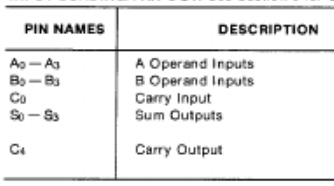 PIN NAMES DESCRIPTION
A0 — A3 A Operand Inputs
B0 — B3 B Operand Inputs
C0 Carry Input
S0 — S3 Sum Outputs
C4 Carry Output